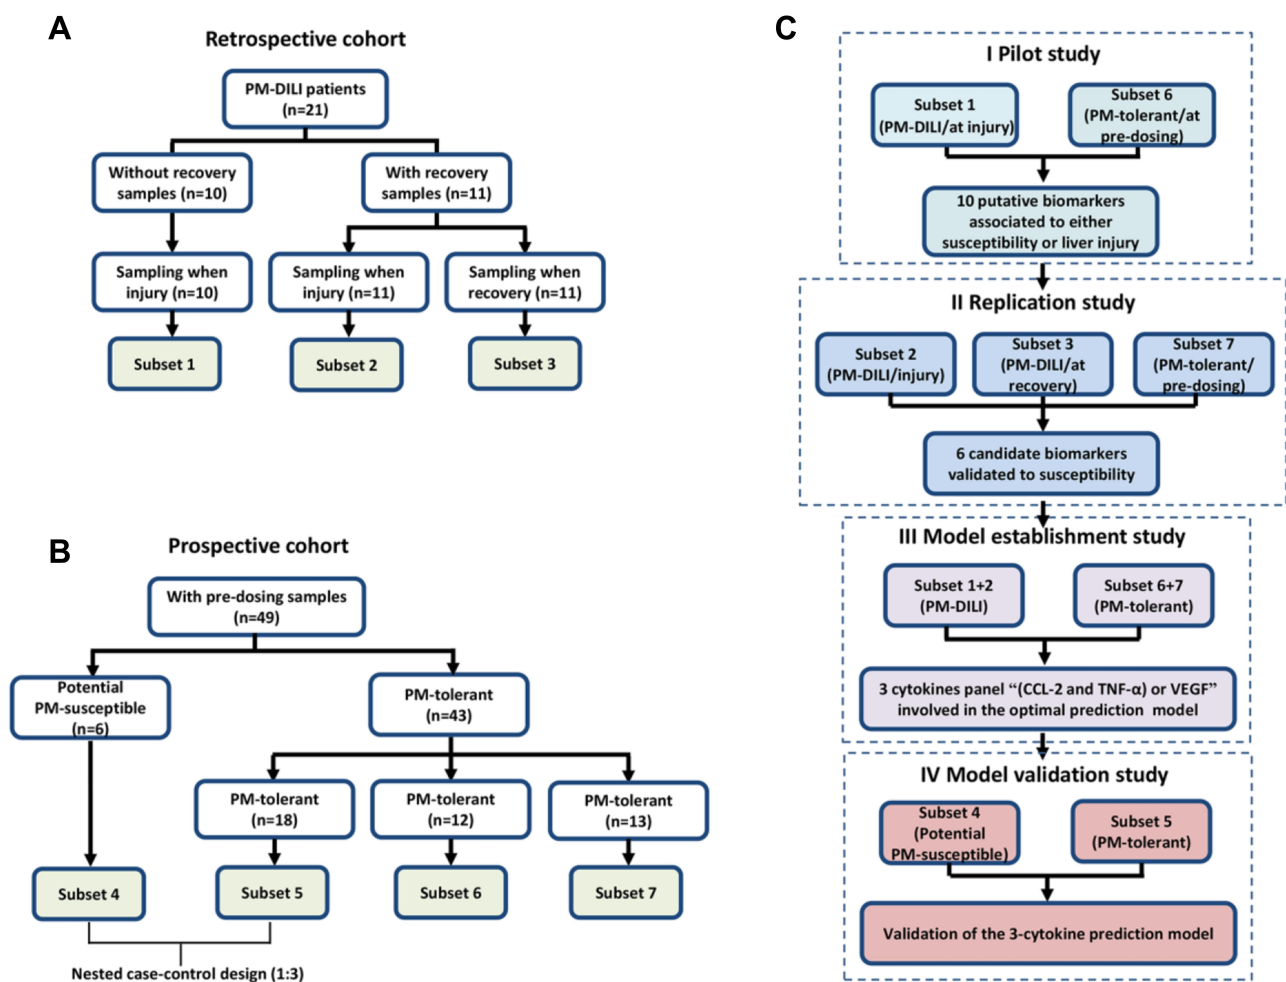 A
Retrospective cohort
PM-DILI patients
(n=21)
Without recovery
samples (n=10)
With recovery
samples (n=11)
Sampling when
injury (n=10)
Sampling when
injury (n=11)
Sampling when
recovery (n=11)
Subset 1
Subset 2
Subset 3
B
Prospective cohort
With pre-dosing samples
(n=49)
Potential
PM-susceptible
(n=6)
PM-tolerant
(n=43)
PM-tolerant
(n=18)
PM-tolerant
(n=12)
PM-tolerant
(n=13)
Subset 4
Subset 5
Subset 6
Subset 7
Nested case-control design (1:3)
C
I Pilot study
Subset 1
(PM-DILI/at injury)
Subset 6
(PM-tolerant/at
pre-dosing)
10 putative biomarkers
associated to either
susceptibility or liver injury
II Replication study
Subset 2
(PM-DILI/injury)
Subset 3
(PM-DILI/at
recovery)
Subset 7
(PM-tolerant/
pre-dosing)
6 candidate biomarkers
validated to susceptibility
III Model establishment study
Subset 1+2
(PM-DILI)
Subset 6+7
(PM-tolerant)
3 cytokines panel “(CCL-2 and TNF-α) or VEGF”
involved in the optimal prediction model
IV Model validation study
Subset 4
(Potential
PM-susceptible)
Subset 5
(PM-tolerant)
Validation of the 3-cytokine prediction model